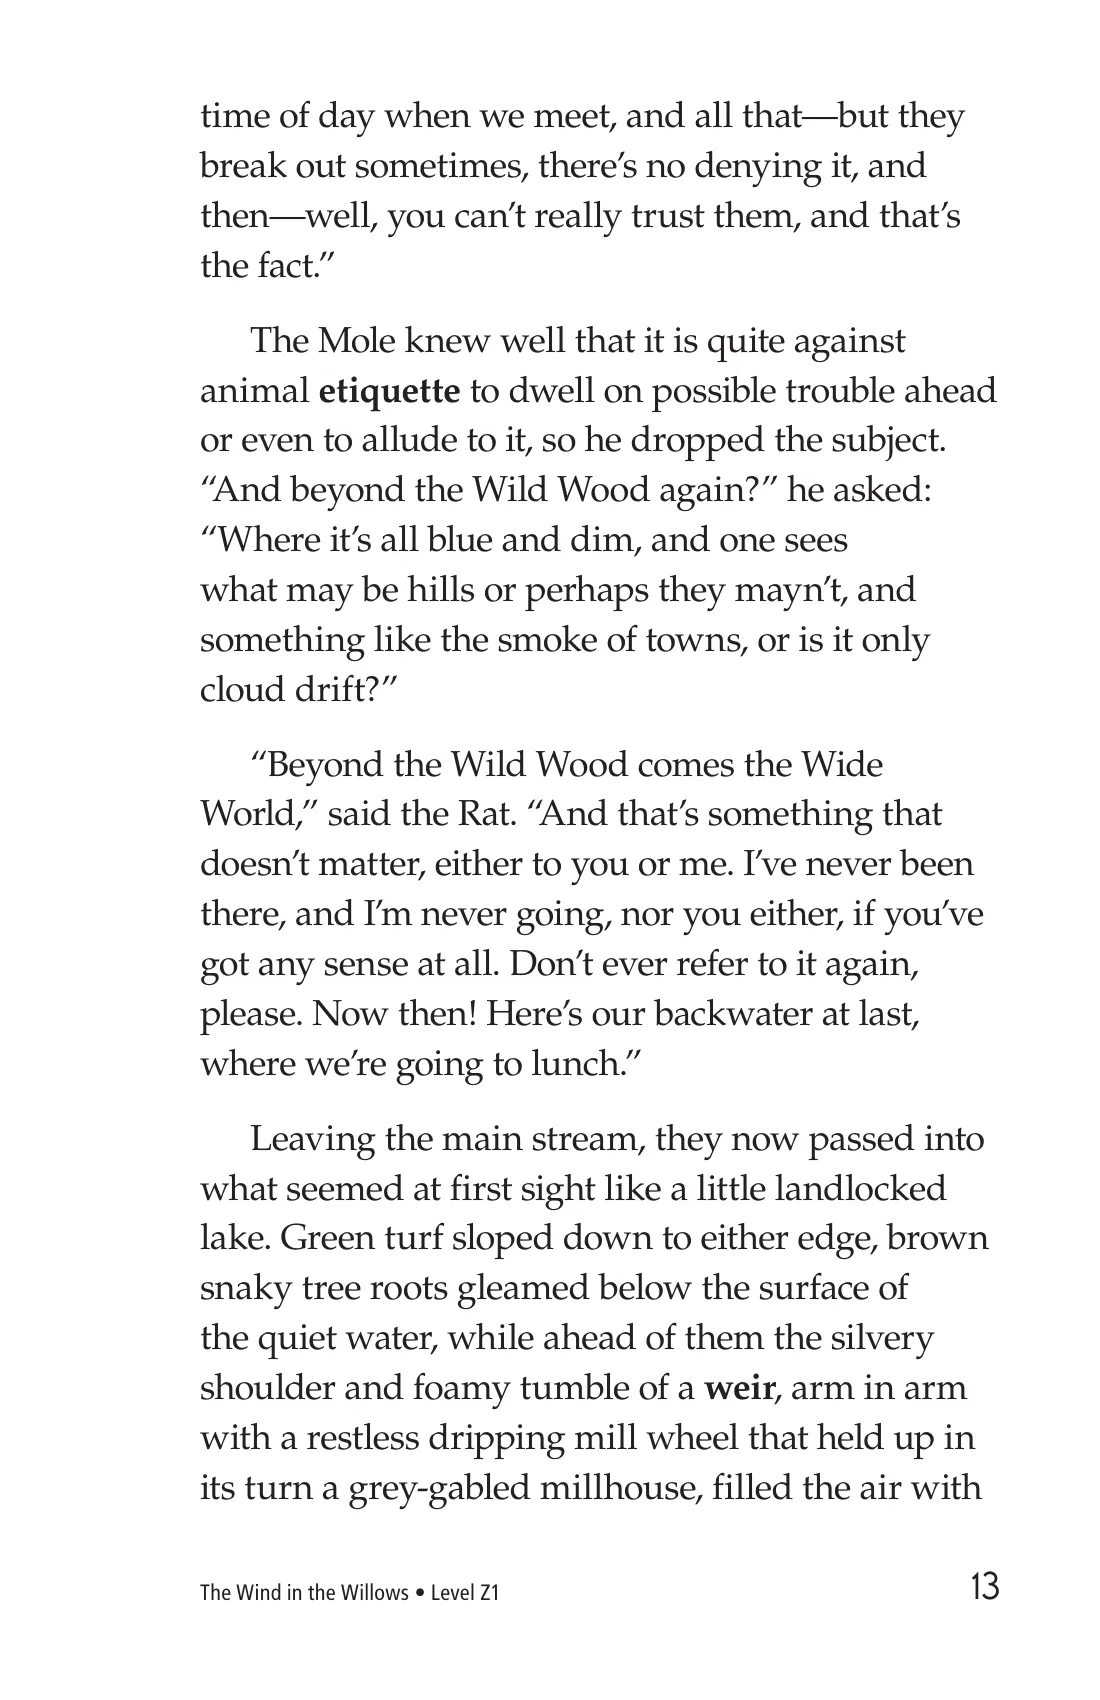 time of day when we meet, and all that—but they
break out sometimes, there’s no denying it, and
then—well, you can’t really trust them, and that’s
the fact.”
The Mole knew well that it is quite against
animal etiquette to dwell on possible trouble ahead
or even to allude to it, so he dropped the subject.
“And beyond the Wild Wood again?” he asked:
“Where it’s all blue and dim, and one sees
what may be hills or perhaps they mayn’t, and
something like the smoke of towns, or is it only
cloud drift?”
“Beyond the Wild Wood comes the Wide
World,” said the Rat. “And that’s something that
doesn’t matter, either to you or me. I’ve never been
there, and I’m never going, nor you either, if you’ve
got any sense at all. Don’t ever refer to it again,
please. Now then! Here’s our backwater at last,
where we’re going to lunch.”
Leaving the main stream, they now passed into
what seemed at first sight like a little landlocked
lake. Green turf sloped down to either edge, brown
snaky tree roots gleamed below the surface of
the quiet water, while ahead of them the silvery
shoulder and foamy tumble of a weir, arm in arm
with a restless dripping mill wheel that held up in
its turn a grey-gabled millhouse, filled the air with
The Wind in the Willows • Level Z1
13